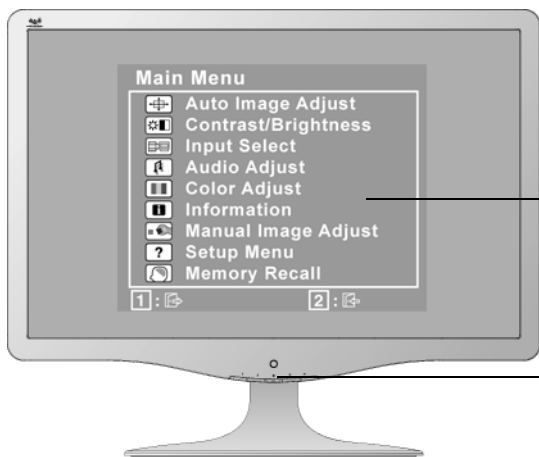 Main Menu
Auto Image Adjust
Contrast/Brightness
Input Select
Audio Adjust
Color Adjust
i Information
Manual Image Adjust
? Setup Menu
Memory Recall
1 : 2 :